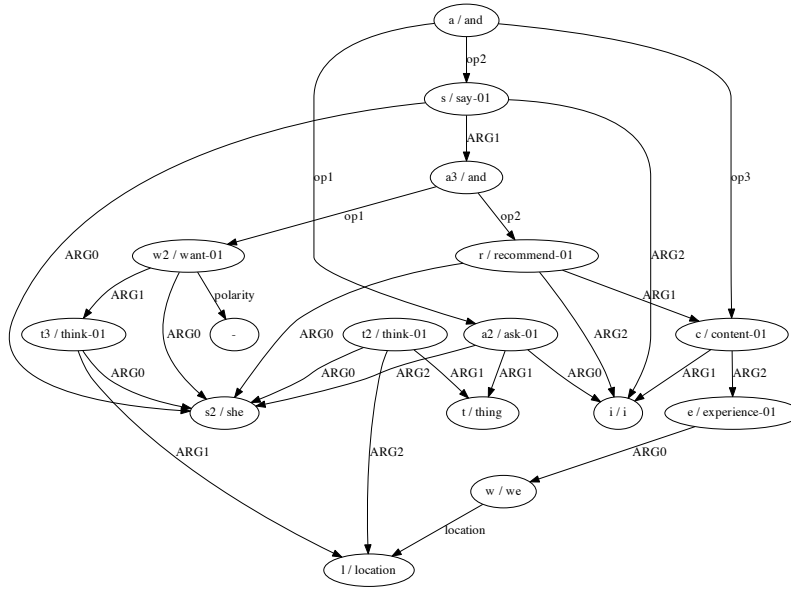 a / and
op2
s / say-01
ARG1
op1
a3 / and
op3
op1
op2
ARG0
w2 / want-01
r / recommend-01
ARG2
ARG1
polarity
ARG1
t3 / think-01
ARG0
-
ARG0
t2 / think-01
a2 / ask-01
ARG2
c / content-01
ARG0
ARG0
ARG2
ARG1
ARG1
ARG0
ARG1
ARG2
s2 / she
t / thing
i / i
e / experience-01
ARG1
ARG2
ARG0
w / we
location
l / location